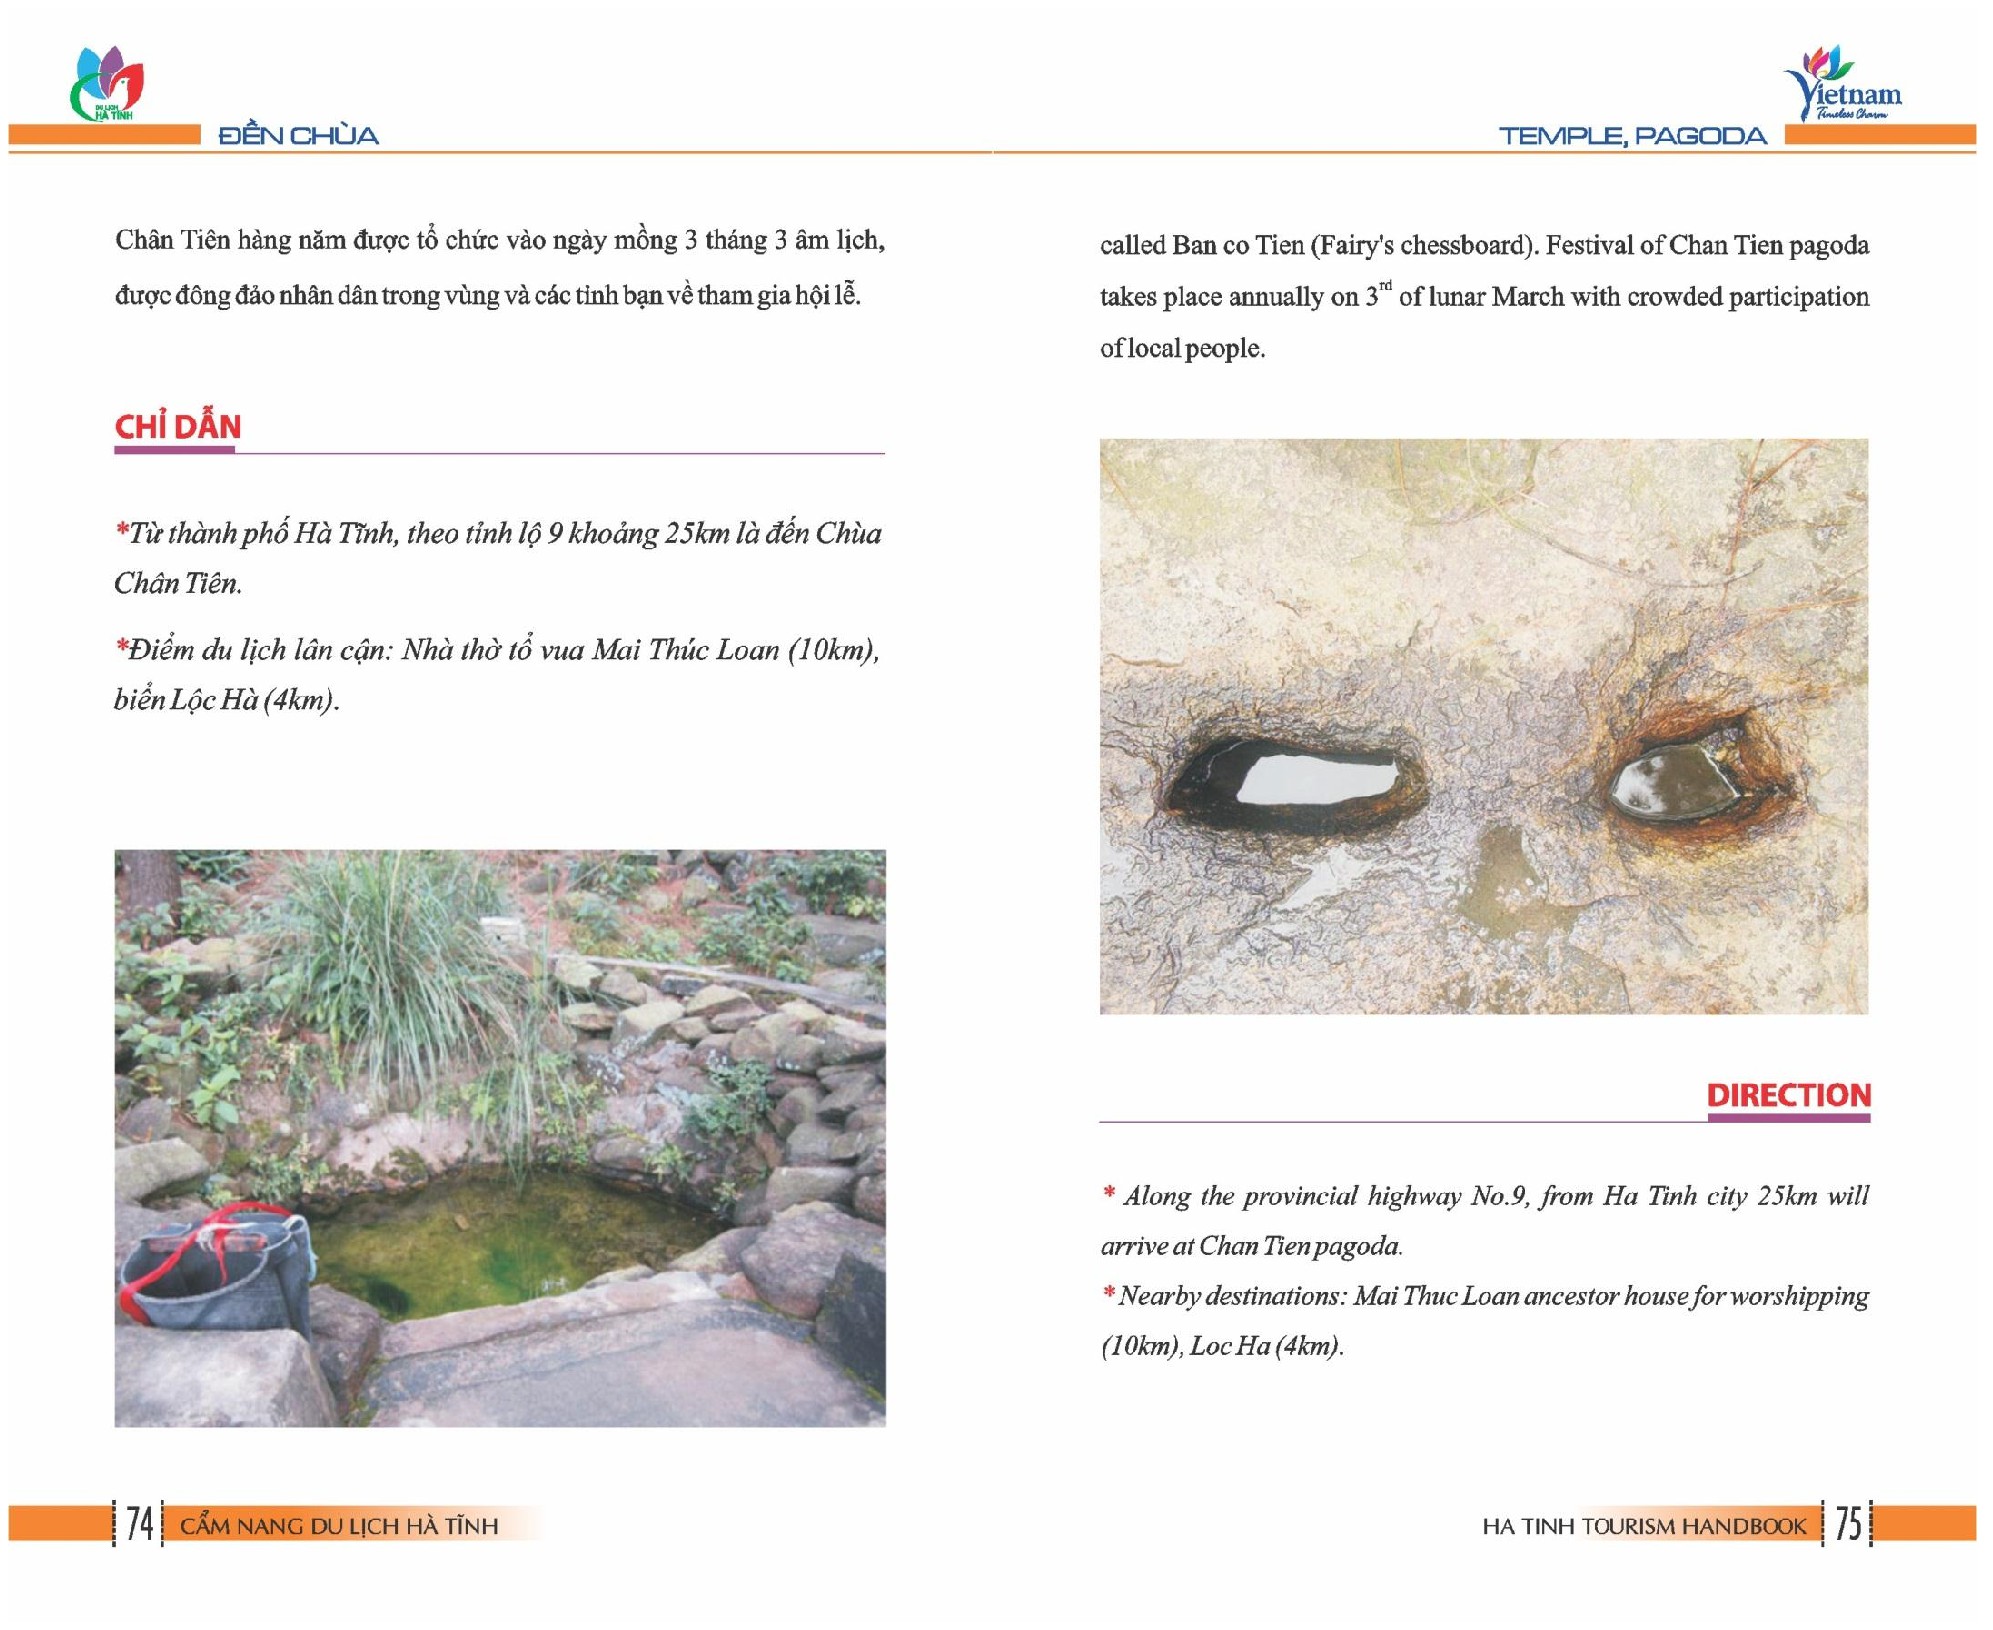 DU LỊCH
HÀ TĨNH
ĐỀN CHÙA
Chân Tiên hàng năm được tổ chức vào ngày mồng 3 tháng 3 âm lịch,
được đông đảo nhân dân trong vùng và các tỉnh bạn về tham gia hội lễ.
CHỈ DẪN
*Từ thành phố Hà Tĩnh, theo tỉnh lộ 9 khoảng 25km là đến Chùa
Chân Tiên.
*Điểm du lịch lân cận: Nhà thờ tổ vua Mai Thúc Loan (10km),
biển Lộc Hà (4km).
74
CẨM NANG DU LỊCH HÀ TĨNH
Vietnam
Timeless Charm
TEMPLE, PAGODA
called Ban co Tien (Fairy's chessboard). Festival of Chan Tien pagoda
takes place annually on 3rd of lunar March with crowded participation
of local people.
DIRECTION
* Along the provincial highway No.9, from Ha Tinh city 25km will
arrive at Chan Tien pagoda.
* Nearby destinations: Mai Thuc Loan ancestor house for worshipping
(10km), Loc Ha (4km).
HA TINH TOURISM HANDBOOK
75